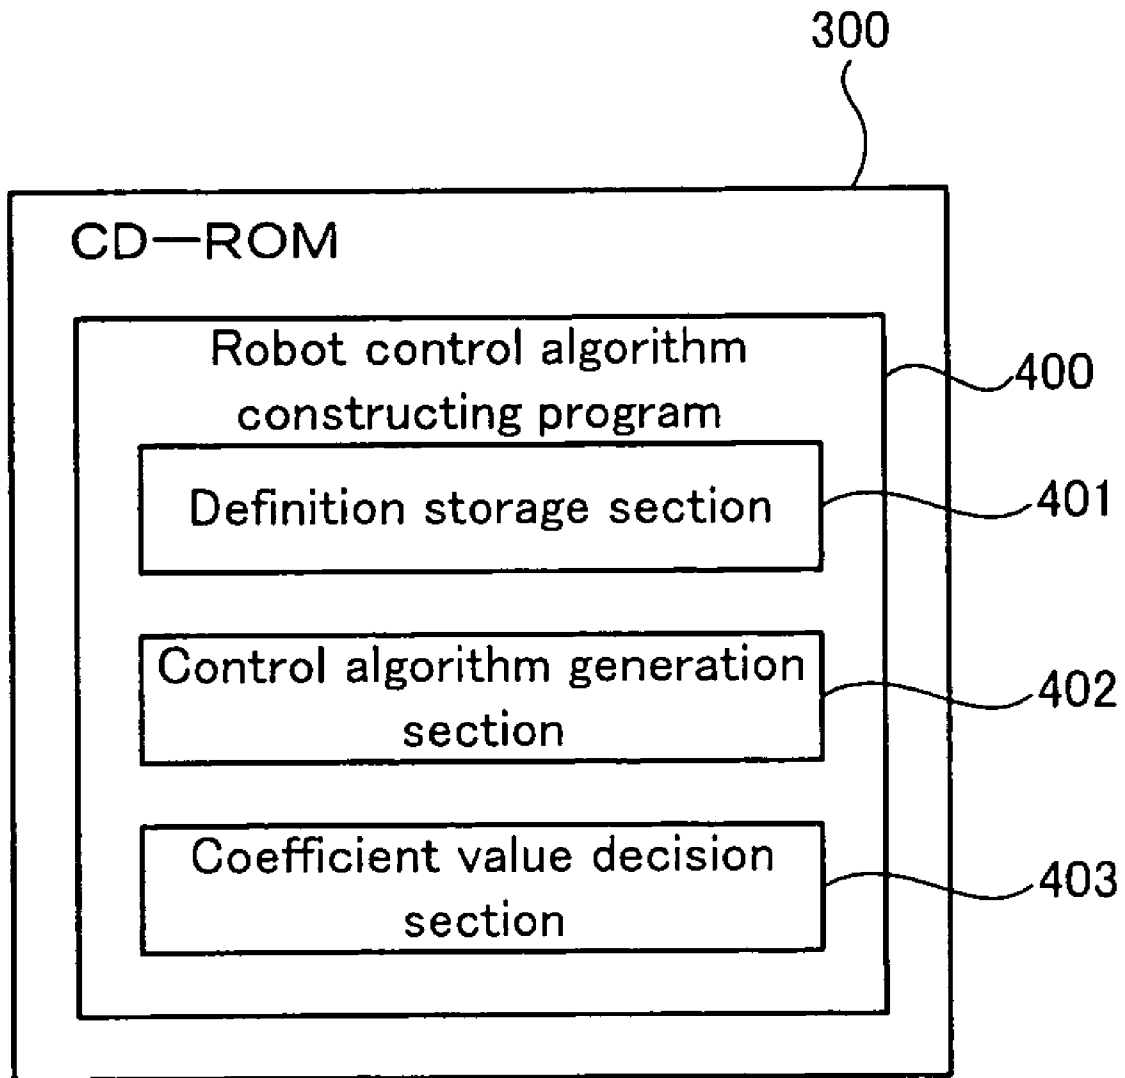 300
CD—ROM
Robot control algorithm
constructing program
400
Definition storage section
401
Control algorithm generation
section
402
Coefficient value decision
section
403